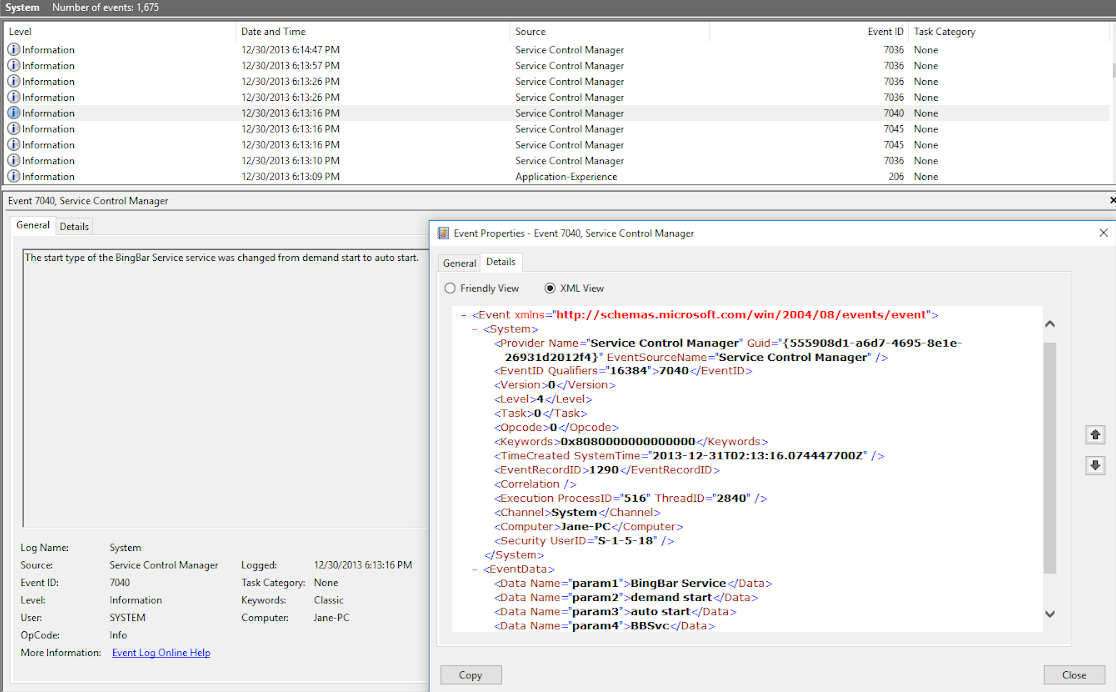 System Number of events: 1,675
Level Date and Time Source Event ID Task Category
Information 12/30/2013 6:14:47 PM Service Control Manager 7036 None
Information 12/30/2013 6:13:57 PM Service Control Manager 7036 None
Information 12/30/2013 6:13:26 PM Service Control Manager 7036 None
Information 12/30/2013 6:13:26 PM Service Control Manager 7036 None
Information 12/30/2013 6:13:16 PM Service Control Manager 7040 None
Information 12/30/2013 6:13:16 PM Service Control Manager 7045 None
Information 12/30/2013 6:13:16 PM Service Control Manager 7045 None
Information 12/30/2013 6:13:10 PM Service Control Manager 7036 None
Information 12/30/2013 6:13:09 PM Application-Experience 206 None
Event 7040, Service Control Manager
General Details
The start type of the BingBar Service service was changed from demand start to auto start.
Log Name: System
Source: Service Control Manager Logged: 12/30/2013 6:13:16 PM
Event ID: 7040 Task Category: None
Level: Information Keywords: Classic
User: SYSTEM Computer: Jane-PC
OpCode: Info
More Information: Event Log Online Help
Event Properties - Event 7040, Service Control Manager
General Details
Friendly View XML View
- <Event xmlns="http://schemas.microsoft.com/win/2004/08/events/event">
- <System>
<Provider Name="Service Control Manager" Guid="{555908d1-a6d7-4695-8e1e-
26931d2012f4}" EventSourceName="Service Control Manager" />
<EventID Qualifiers="16384">7040</EventID>
<Version>0</Version>
<Level>4</Level>
<Task>0</Task>
<Opcode>0</Opcode>
<Keywords>0x8080000000000000</Keywords>
<TimeCreated SystemTime="2013-12-31T02:13:16.074447700Z" />
<EventRecordID>1290</EventRecordID>
<Correlation />
<Execution ProcessID="516" ThreadID="2840" />
<Channel>System</Channel>
<Computer>Jane-PC</Computer>
<Security UserID="S-1-5-18" />
</System>
- <EventData>
<Data Name="param1">BingBar Service</Data>
<Data Name="param2">demand start</Data>
<Data Name="param3">auto start</Data>
<Data Name="param4">BBSvc</Data>
Copy Close